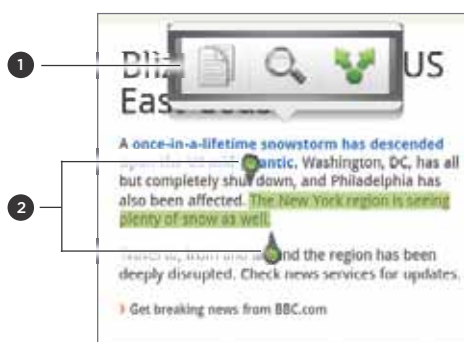 1
Bli US
East
A once-in-a-lifetime snowstorm has descended
antic. Washington, DC, has all
but completely shut down, and Philadelphia has
also been affected. The New York region is seeing
plenty of snow as well.
2
and the region has been
deeply disrupted. Check news services for updates.
Get breaking news from BBC.com